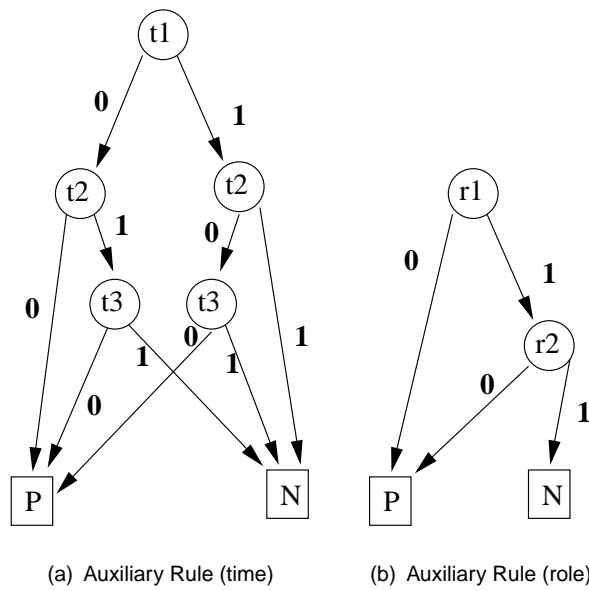 t1
0
1
t2
t2
r1
1
0
0
1
t3
t3
r2
0
0
1
1
1
0
1
0
P
N
P
N
(a) Auxiliary Rule (time)
(b) Auxiliary Rule (role)